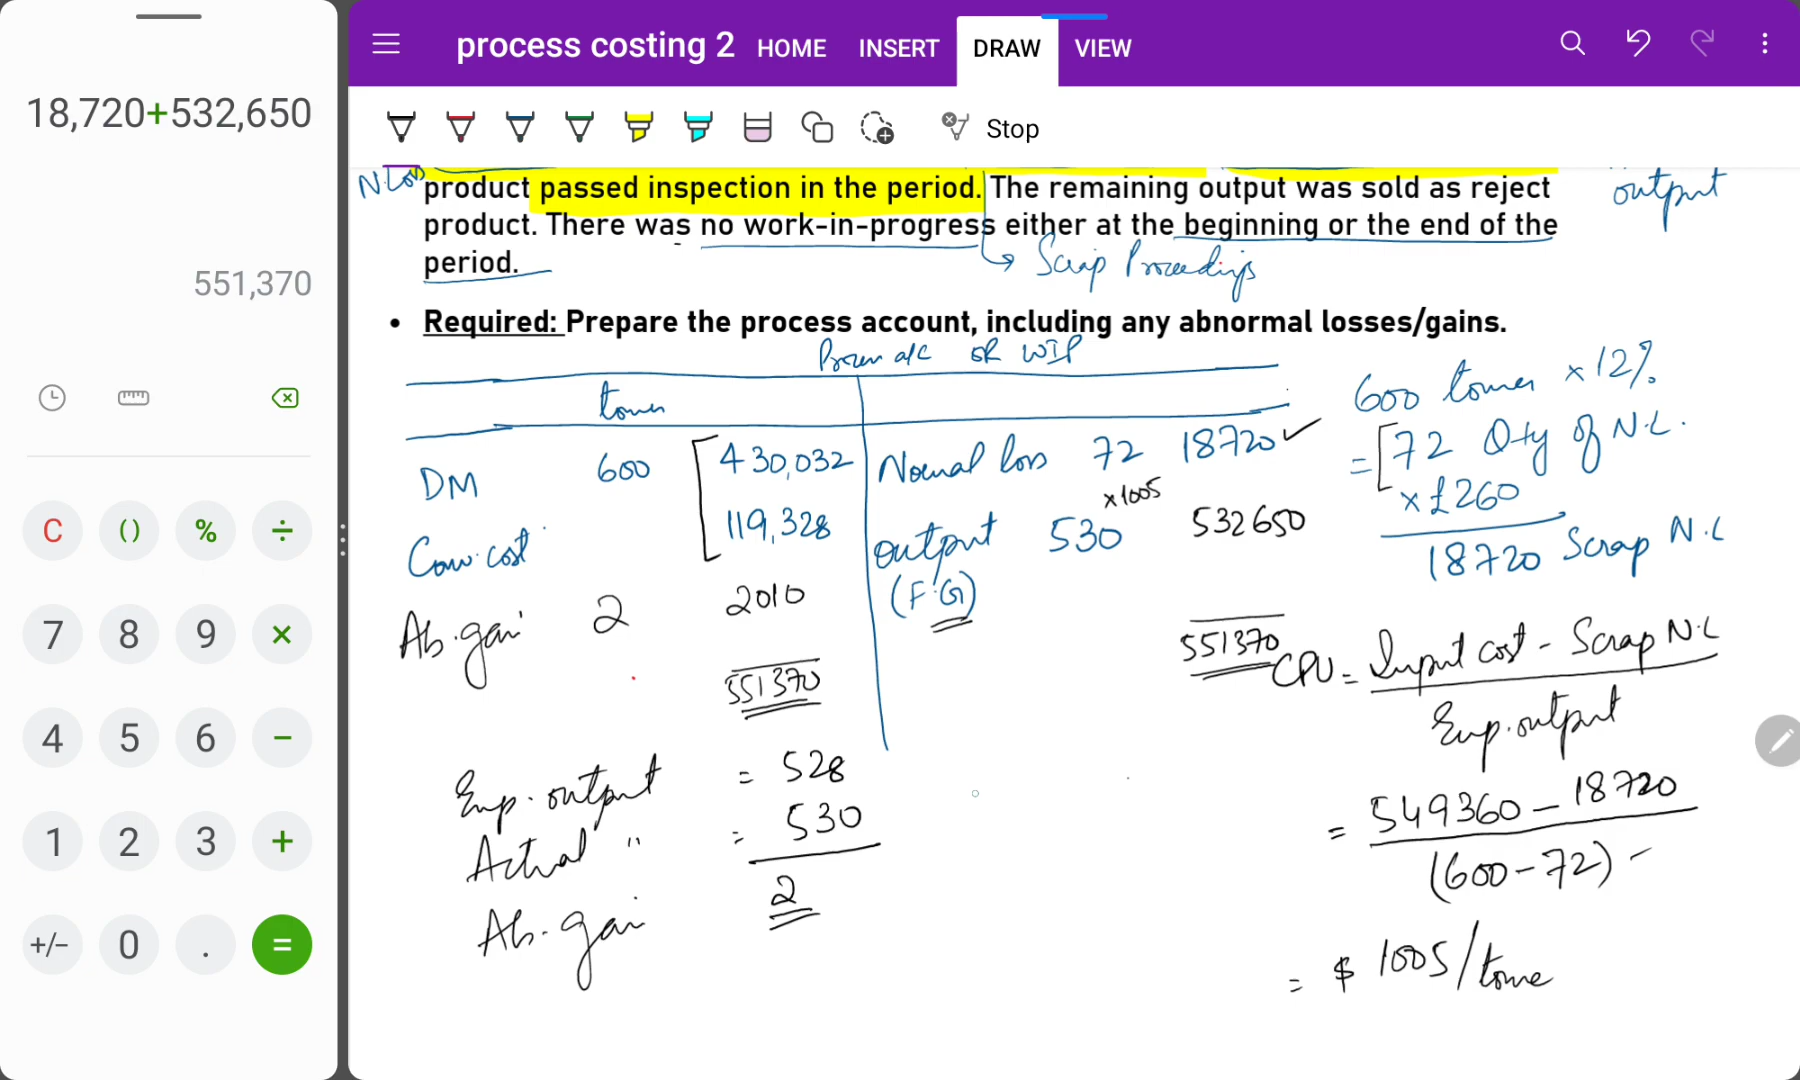 18,720+532,650
551,370
C () % ÷
7 8 9 ×
4 5 6 −
1 2 3 +
+/− 0 . =
process costing 2 HOME INSERT DRAW VIEW
Stop
N.Loss
product passed inspection in the period. The remaining output was sold as reject
output
product. There was no work-in-progress either at the beginning or the end of the
period.
→ Scrap Proceedings
• Required: Prepare the process account, including any abnormal losses/gains.
Process a/c OR WIP
tonnes
DM 600 430,032 Normal loss 72 18720 ✓
Conv. cost 119,328 output 530 ×1005 532650
(F.G)
Ab. gain 2 2010
551370 551370
600 tonnes × 12%
= 72 Qty of N.L.
× £260
18720 Scrap N.L
CPU = Input cost - Scrap N.L
Exp. output
= 549360 - 18720
(600 - 72)
= $ 1005/tonne
Exp. output = 528
Actual " = 530
Ab. gain 2